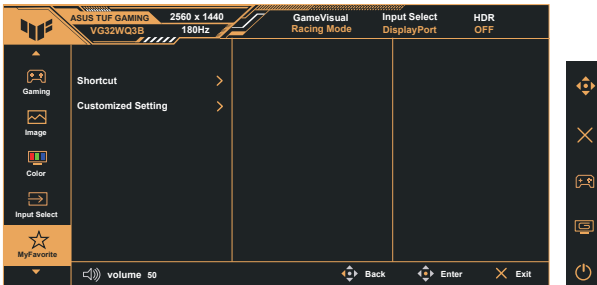 ASUS TUF GAMING 2560 x 1440
VG32WQ3B 180Hz
GameVisual Input Select HDR
Racing Mode DisplayPort OFF
Gaming
Image
Color
Input Select
MyFavorite
Shortcut
Customized Setting
volume 50
Back Enter Exit